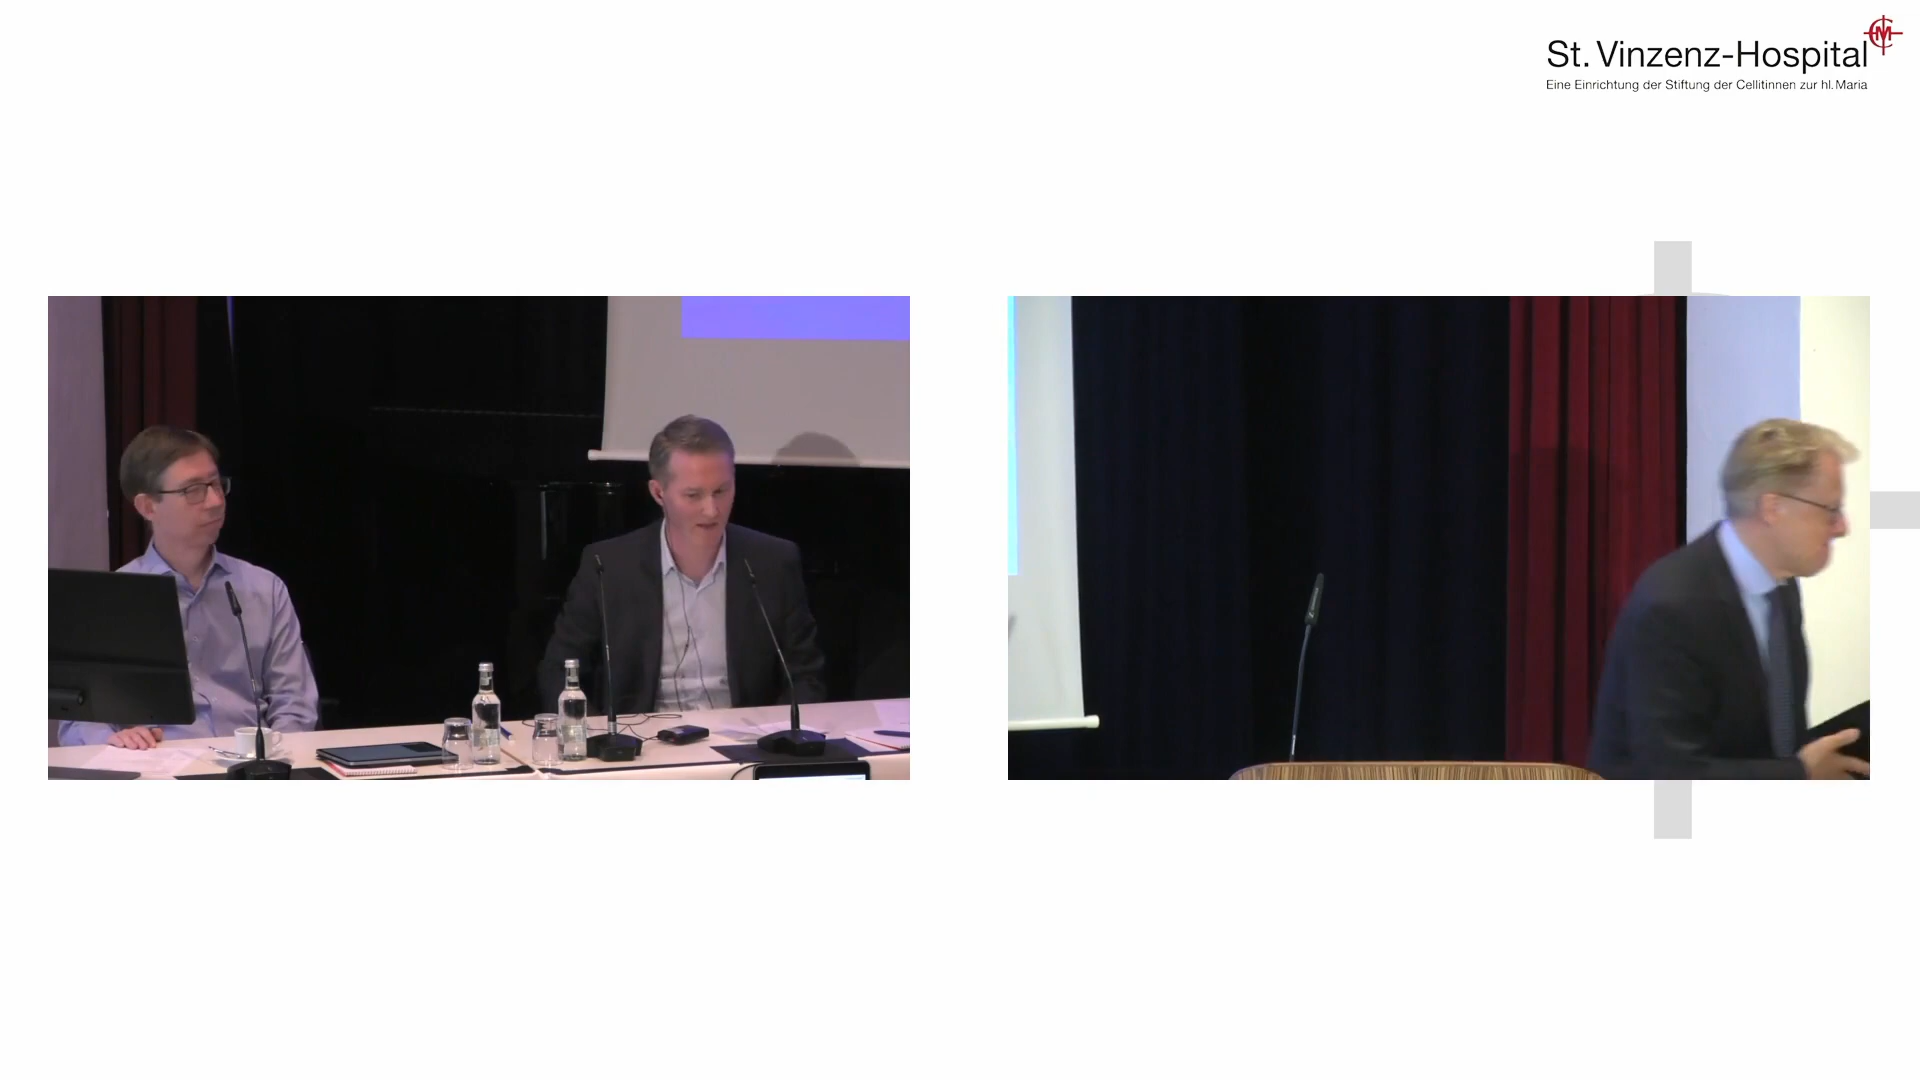 St. Vinzenz-Hospital
Eine Einrichtung der Stiftung der Cellitinnen zur hl. Maria